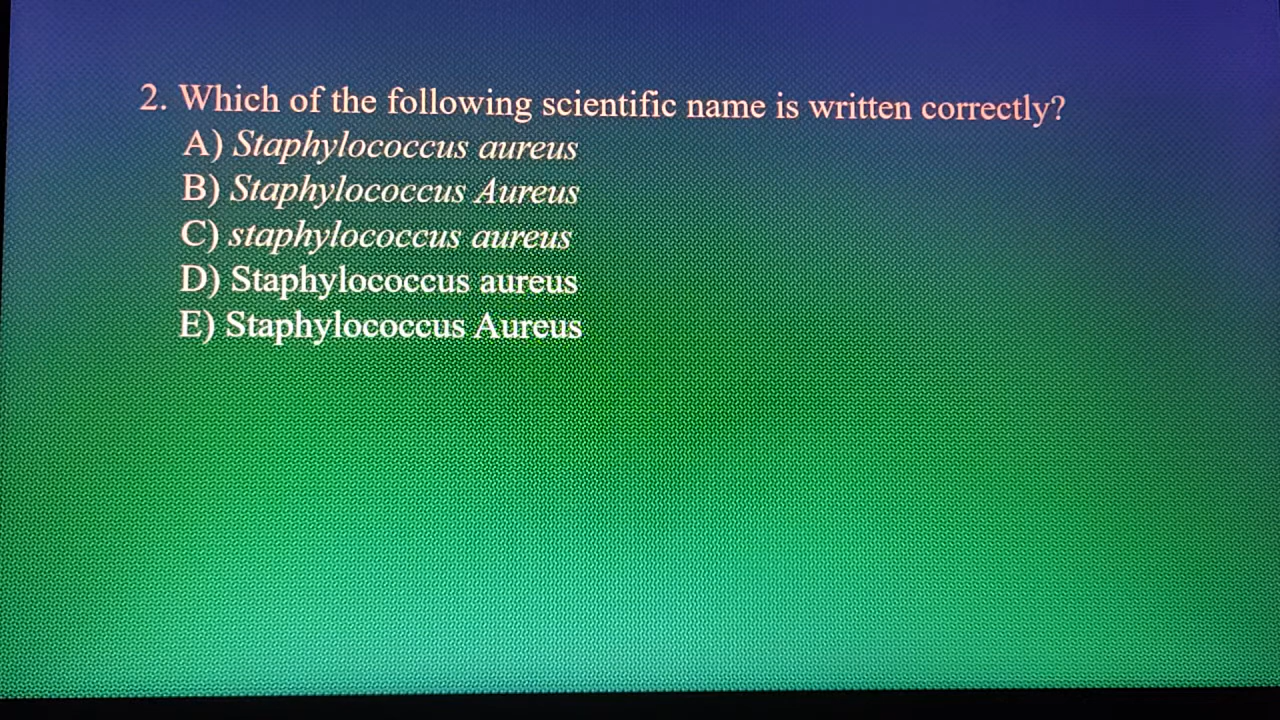 2. Which of the following scientific name is written correctly?
A) Staphylococcus aureus
B) Staphylococcus Aureus
C) staphylococcus aureus
D) Staphylococcus aureus
E) Staphylococcus Aureus